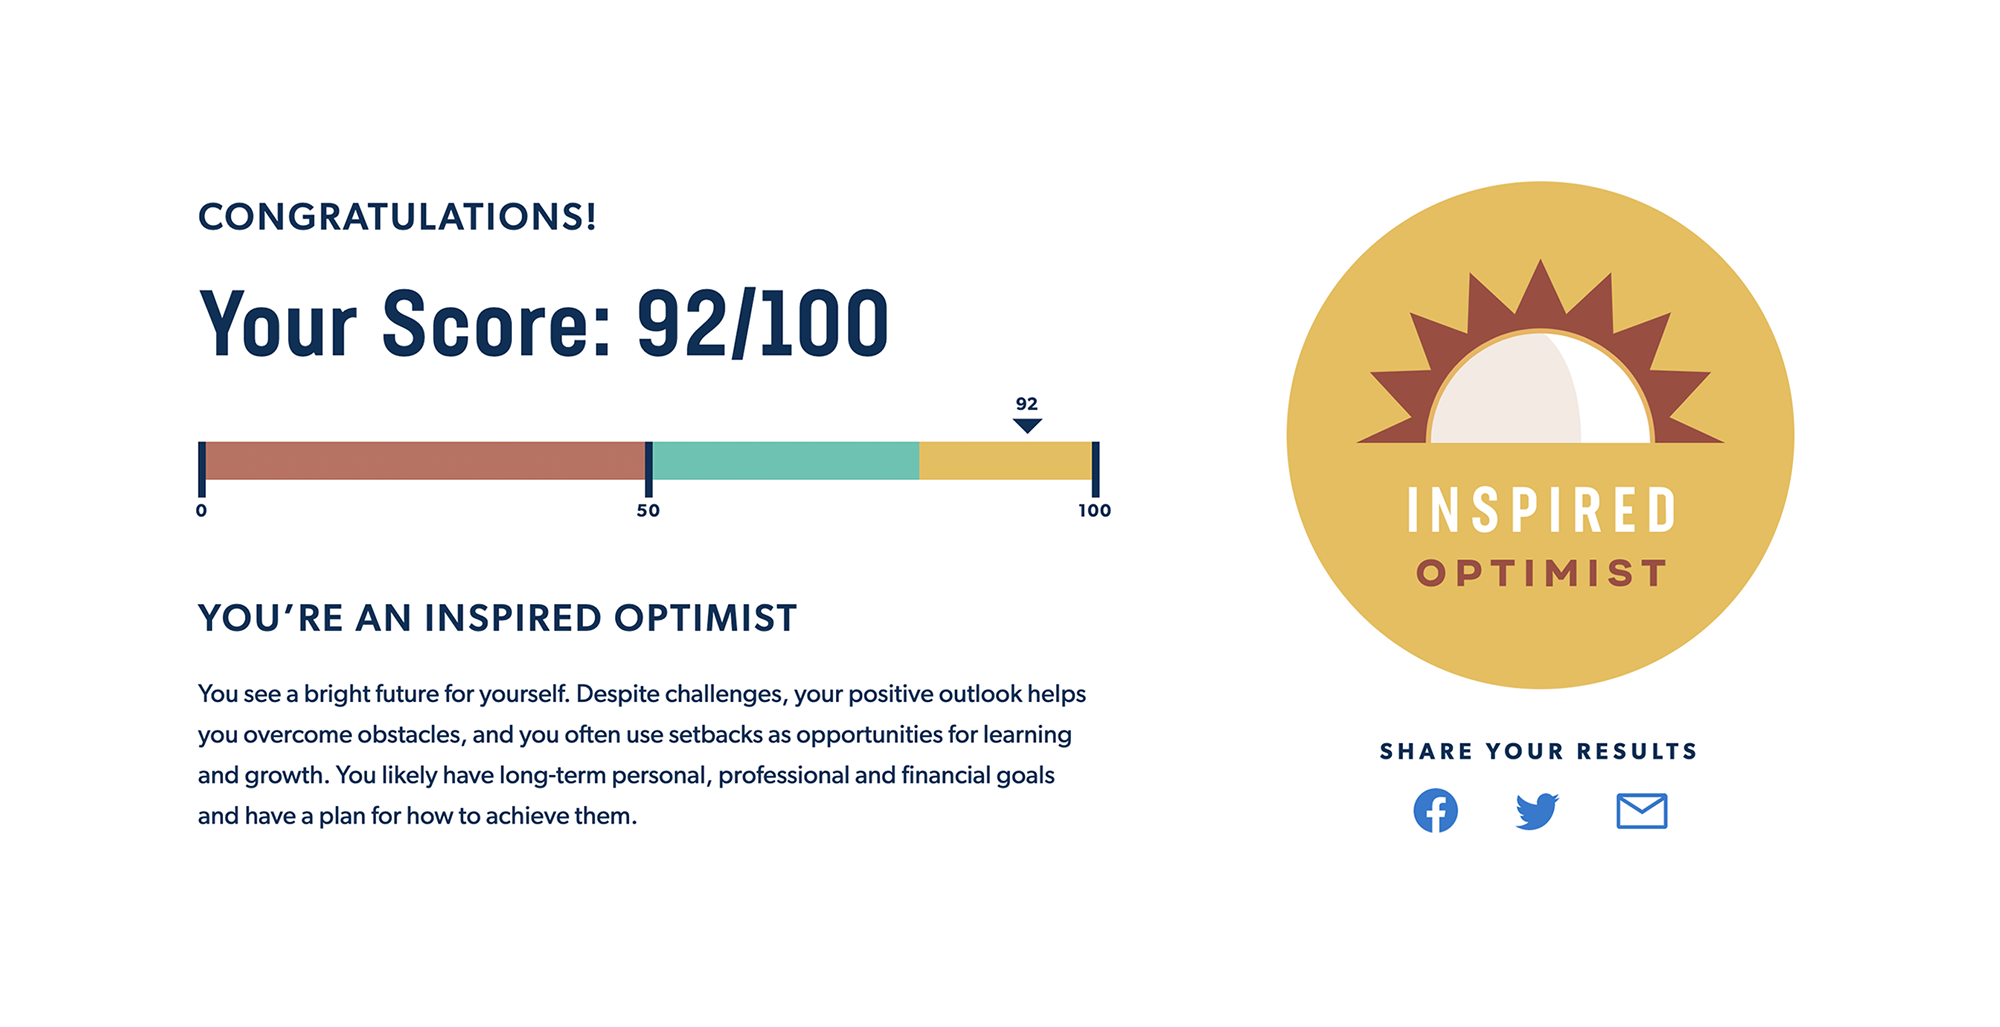 CONGRATULATIONS!
Your Score: 92/100
92
0 50 100
YOU’RE AN INSPIRED OPTIMIST
You see a bright future for yourself. Despite challenges, your positive outlook helps
you overcome obstacles, and you often use setbacks as opportunities for learning
and growth. You likely have long-term personal, professional and financial goals
and have a plan for how to achieve them.
INSPIRED
OPTIMIST
SHARE YOUR RESULTS